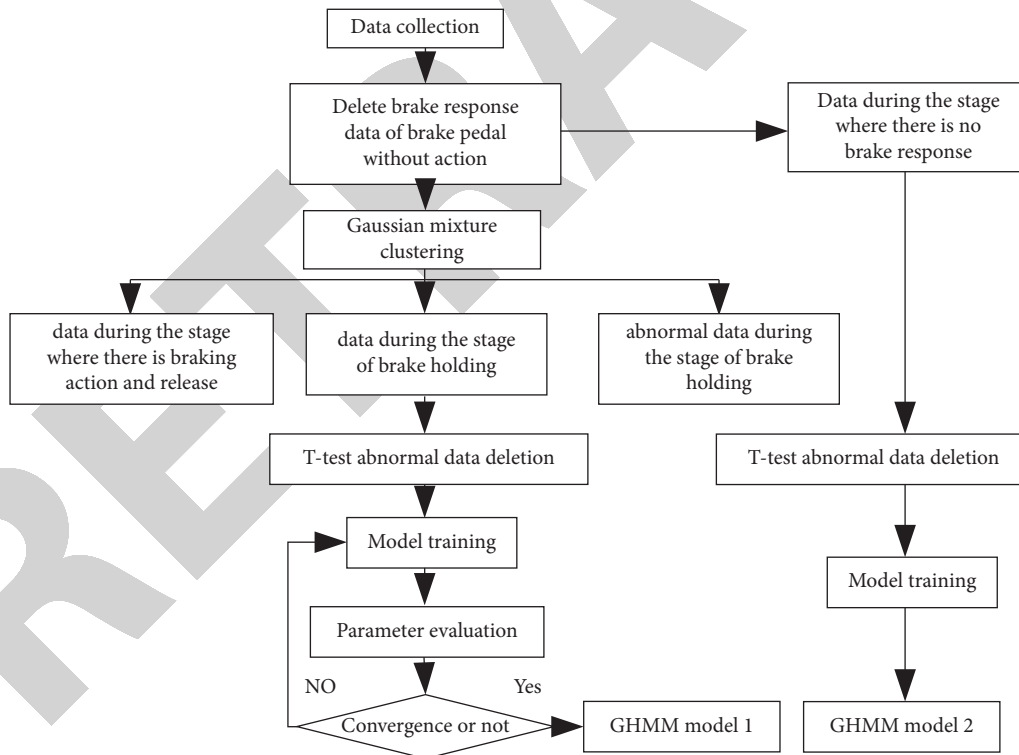 Data collection
Delete brake response
data of brake pedal
without action
Data during the stage
where there is no
brake response
Gaussian mixture
clustering
data during the stage
where there is braking
action and release
data during the stage
of brake holding
abnormal data during
the stage of brake
holding
T-test abnormal data deletion
T-test abnormal data deletion
Model training
Model training
Parameter evaluation
NO
Yes
Convergence or not
GHMM model 1
GHMM model 2
RETRA